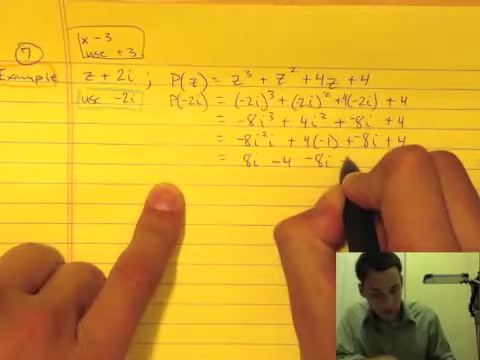 x - 3
use +3
7
Example z + 2i ; P(z) = z³ + z² + 4z + 4
use -2i P(-2i) = (-2i)³ + (-2i)² + 4(-2i) + 4
= -8i³ + 4i² + -8i + 4
= -8i²i + 4(-1) + -8i + 4
= 8i - 4 - 8i